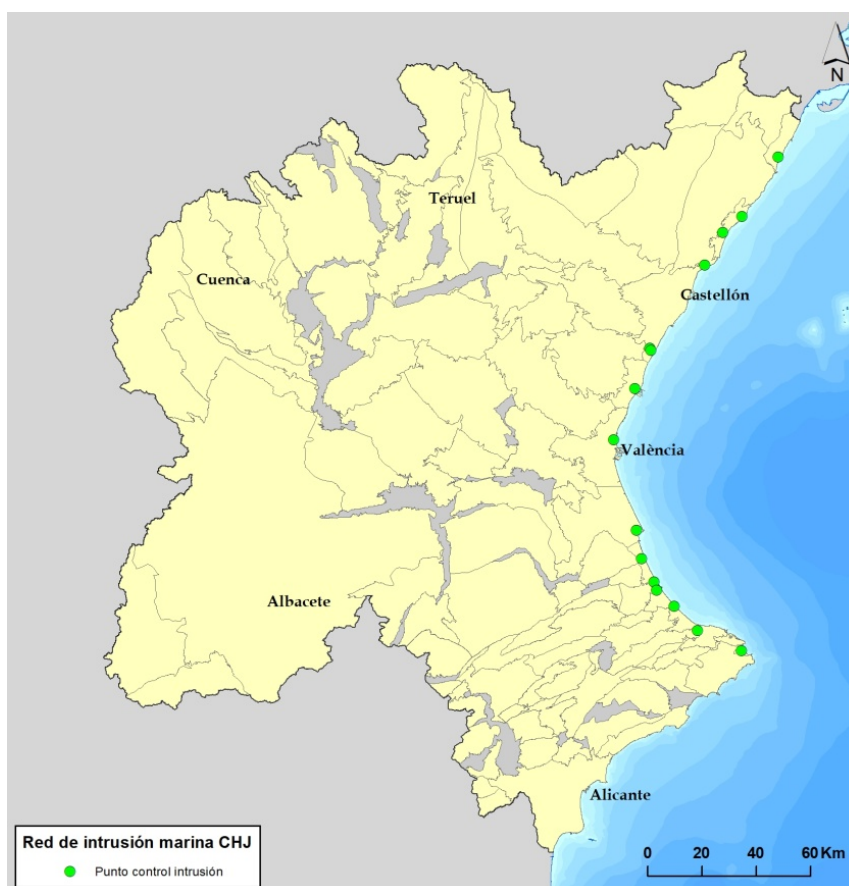 N
Teruel
Cuenca
Castellón
València
Albacete
Alicante
Red de intrusión marina CHJ
Punto control intrusión
0 20 40 60 Km